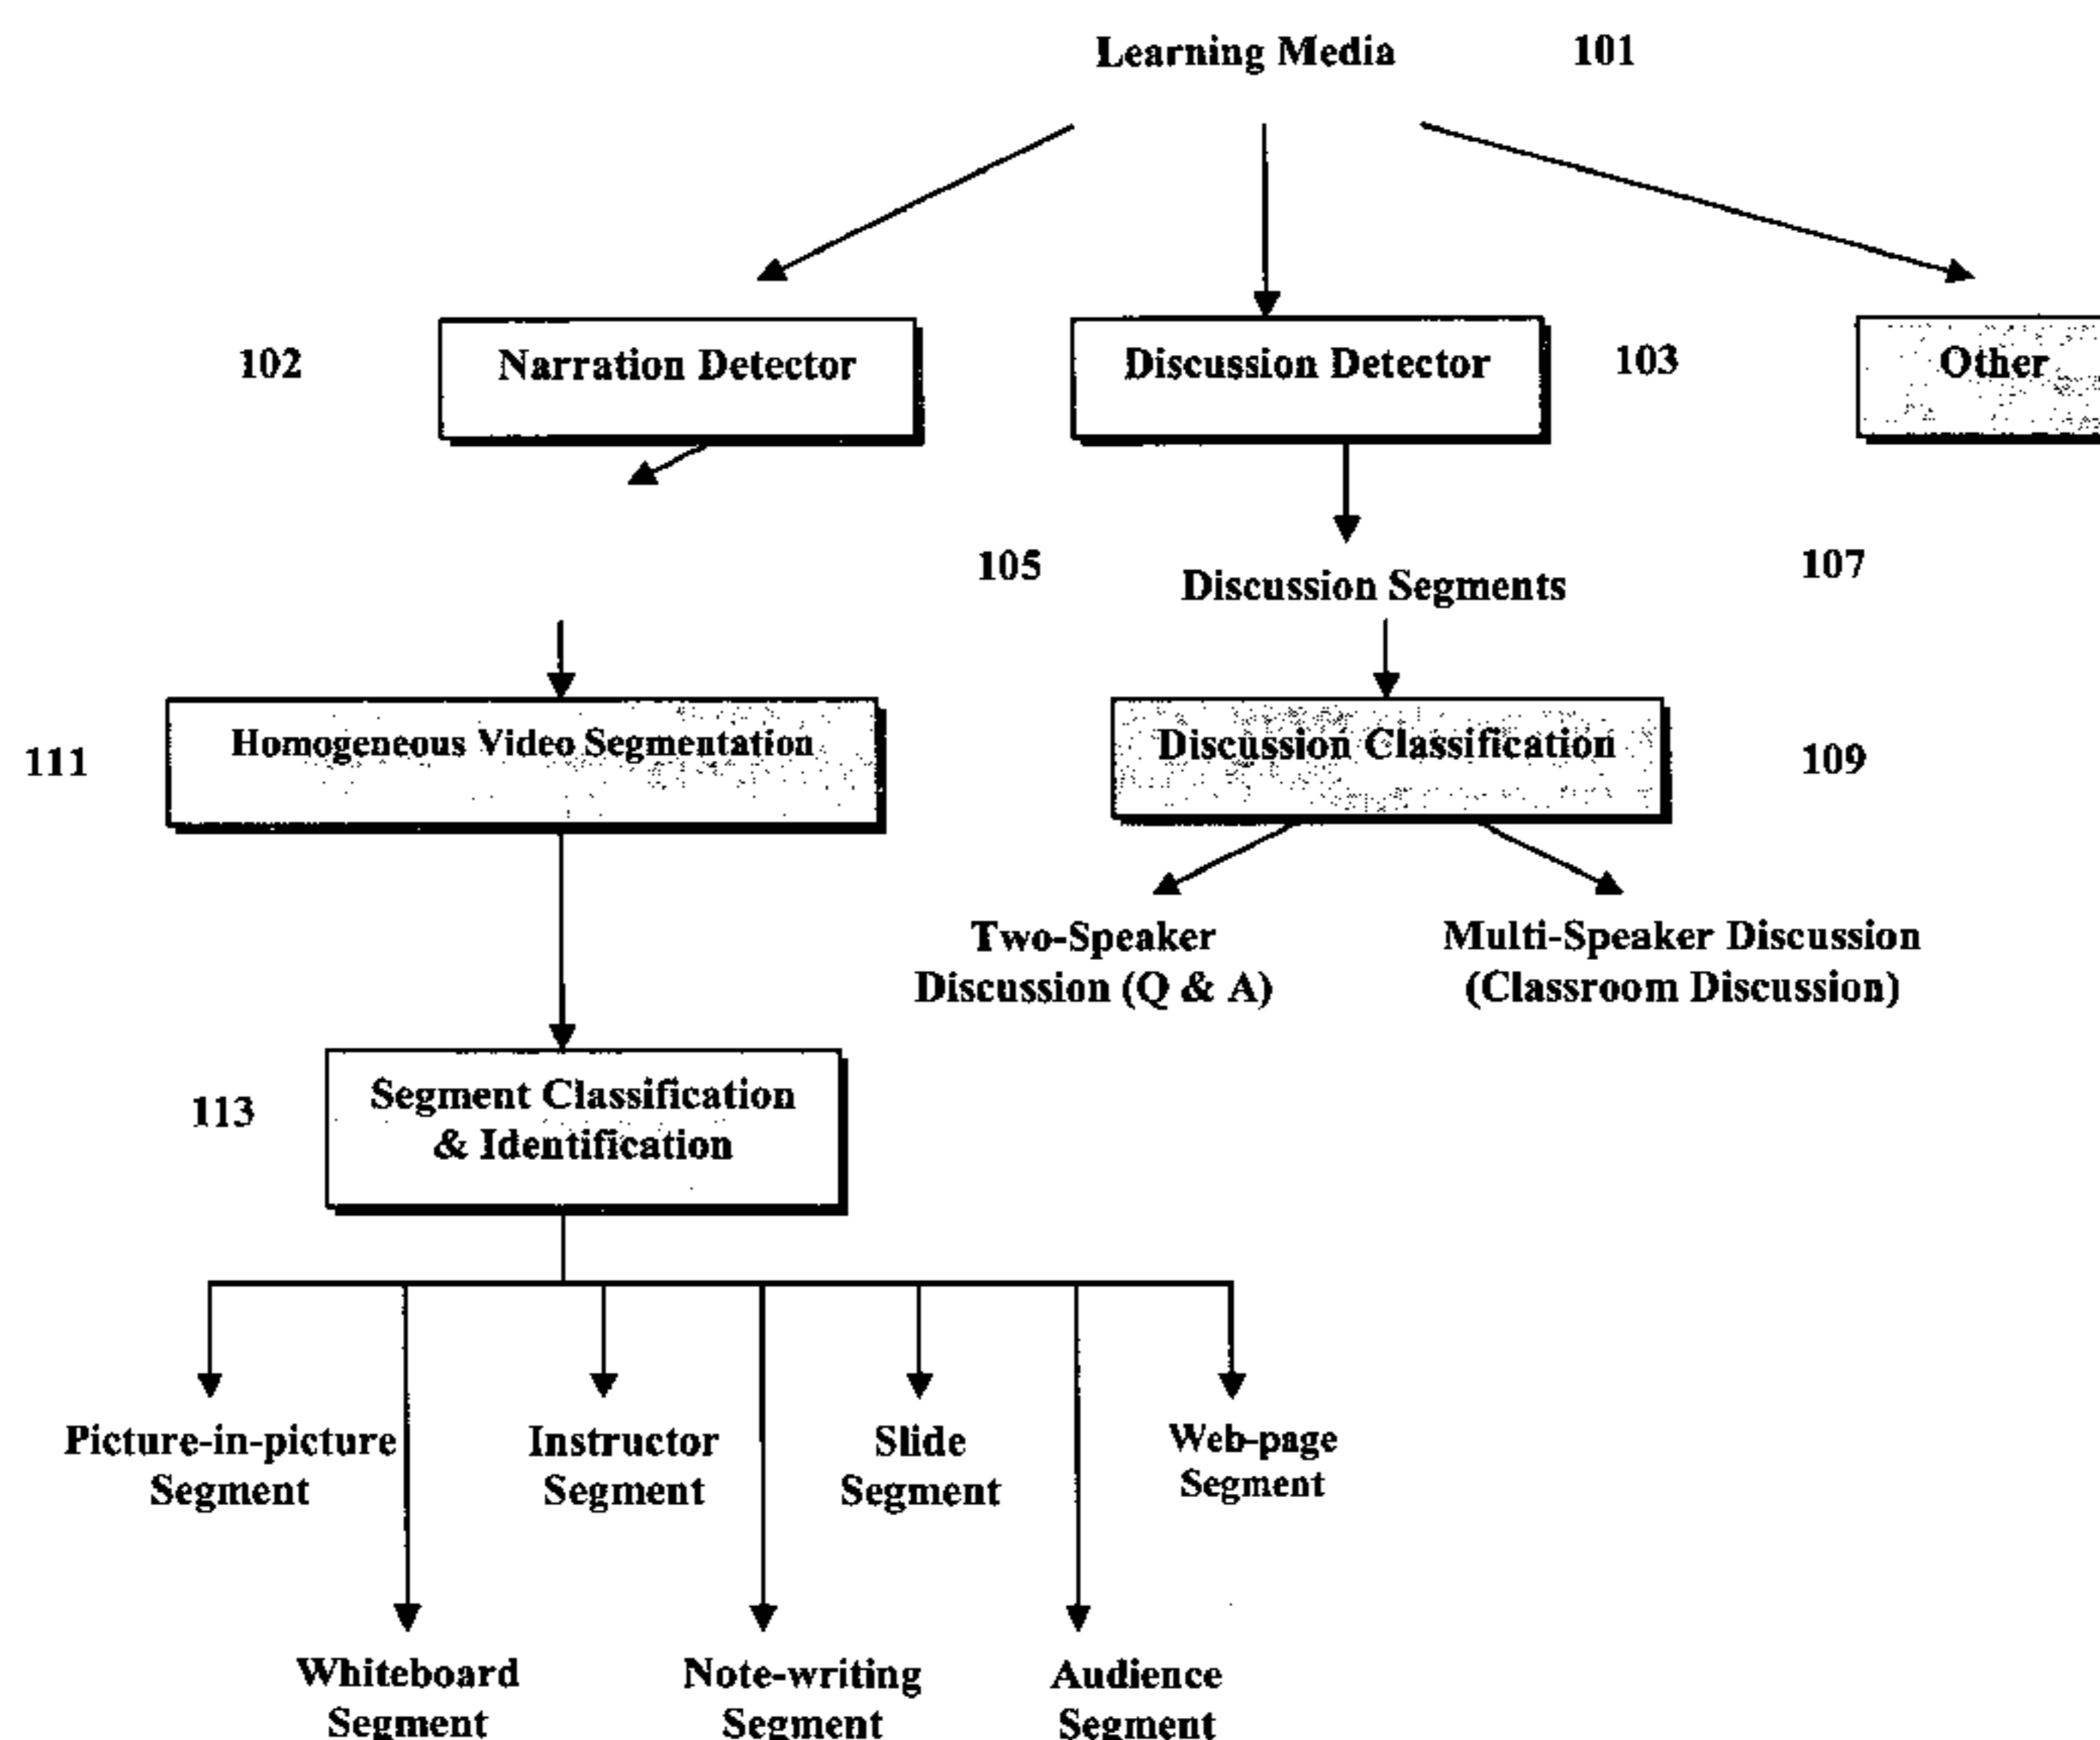 Learning Media 101
102 Narration Detector Discussion Detector 103 Other
105 Discussion Segments 107
111 Homogeneous Video Segmentation Discussion Classification 109
Two-Speaker
Discussion (Q & A)
Multi-Speaker Discussion
(Classroom Discussion)
113 Segment Classification
& Identification
Picture-in-picture
Segment
Instructor
Segment
Slide
Segment
Web-page
Segment
Whiteboard
Segment
Note-writing
Segment
Audience
Segment